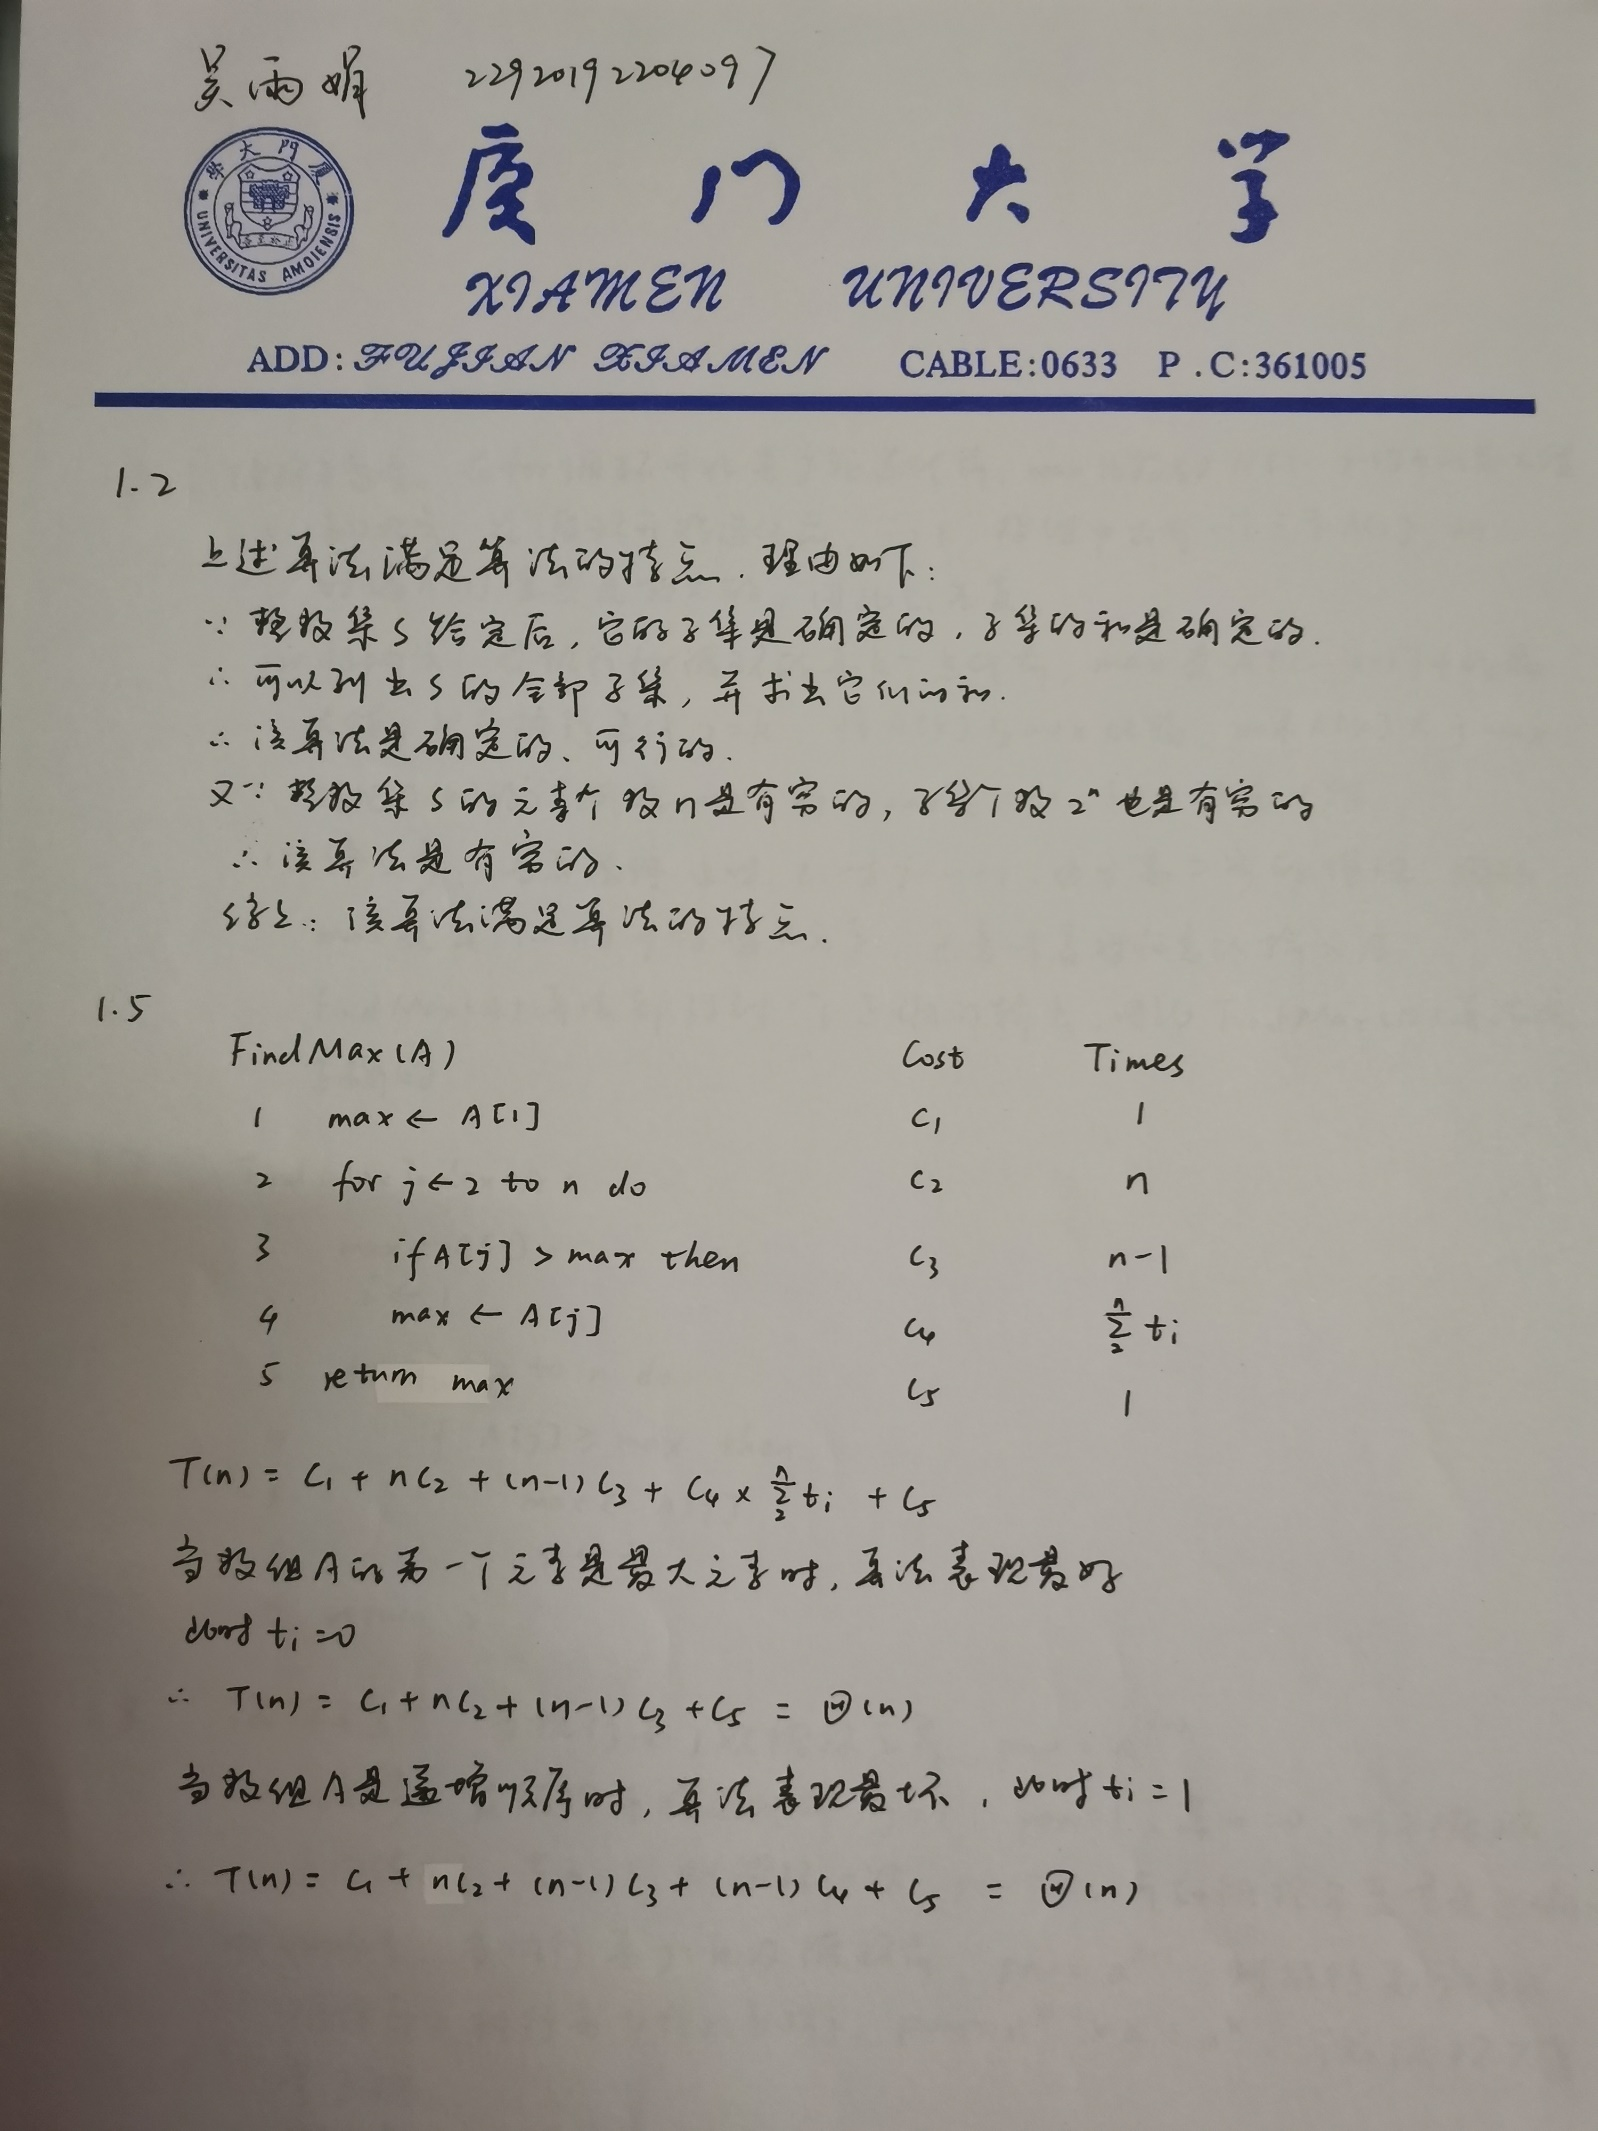 吴雨娟 22920192204097
厦门大学
XIAMEN UNIVERSITY
ADD: FUJIAN XIAMEN CABLE:0633 P.C:361005
學大門厦
UNIVERSITAS AMOIENSIS
1.2
上述算法满足算法的特点.理由如下:
∵ 整数集S给定后,它的子集是确定的,子集的和是确定的.
∴ 可以列出S的全部子集,并求出它们的和.
∴ 该算法是确定的、可行的.
又∵ 整数集S的元素个数n是有穷的,子集个数2ⁿ也是有穷的
∴ 该算法是有穷的.
综上: 该算法满足算法的特点.
1.5
FindMax(A) Cost Times
1 max ← A[1] C₁ 1
2 for j ← 2 to n do C₂ n
3 if A[j] > max then C₃ n-1
4 max ← A[j] C₄ ∑₂ⁿ tᵢ
5 return max C₅ 1
T(n) = C₁ + nC₂ + (n-1)C₃ + C₄ × ∑₂ⁿ tᵢ + C₅
当数组A的第一个元素是最大元素时,算法表现最好
此时 tᵢ=0
∴ T(n) = C₁ + nC₂ + (n-1)C₃ + C₅ = Θ(n)
当数组A是递增顺序时,算法表现最坏,此时 tᵢ = 1
∴ T(n) = C₁ + nC₂ + (n-1)C₃ + (n-1)C₄ + C₅ = Θ(n)